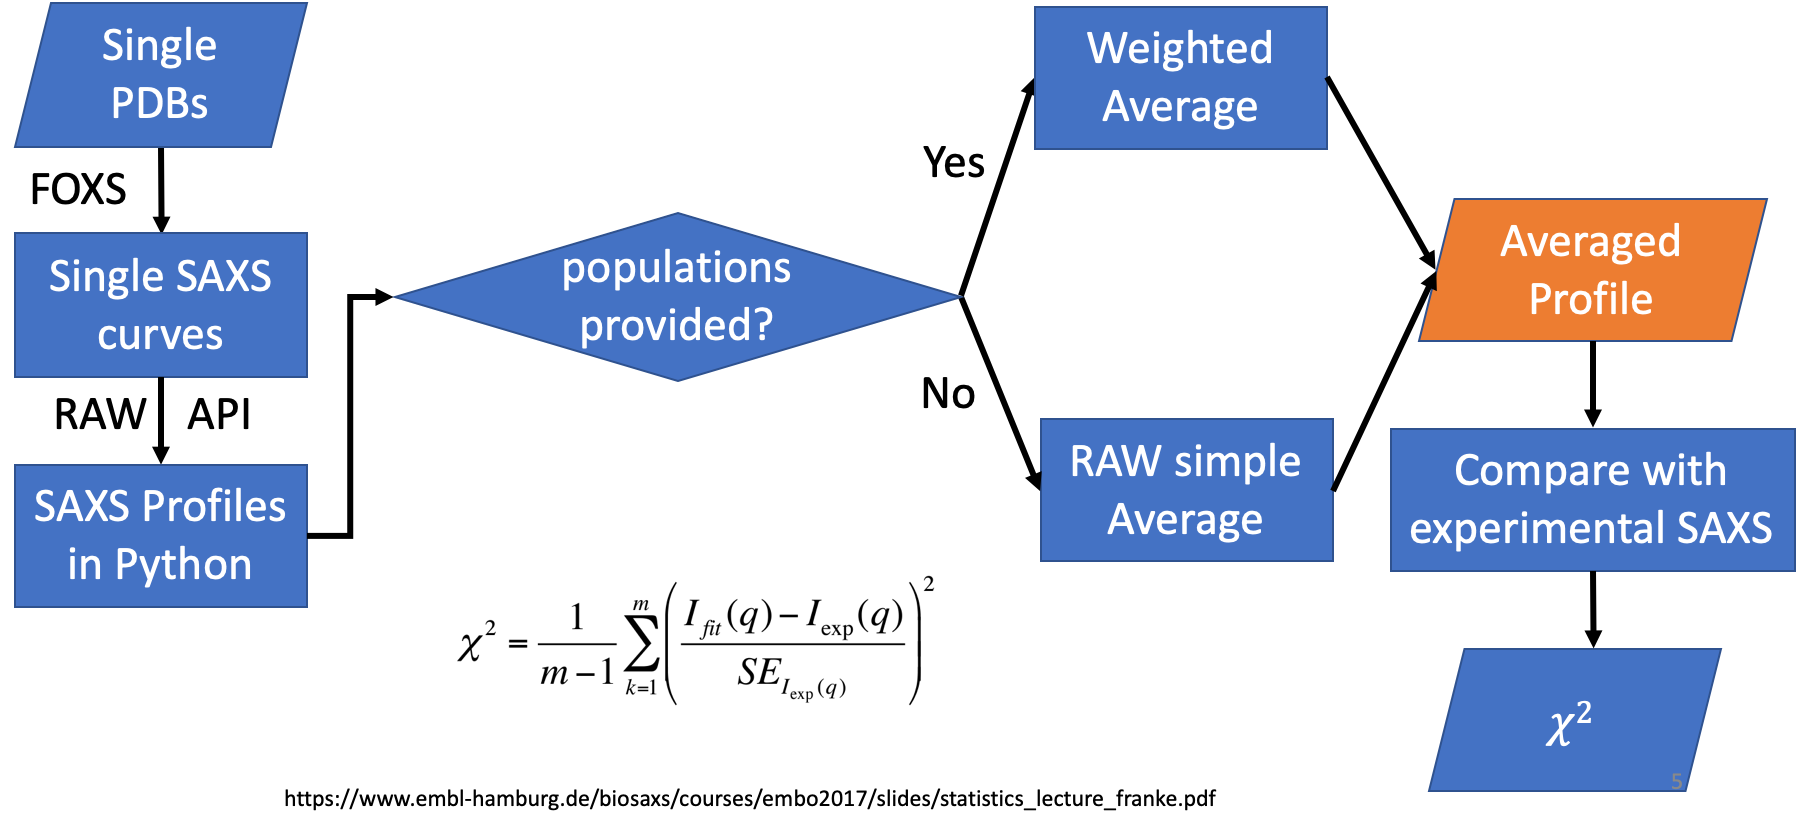 Single
PDBs
FOXS
Single SAXS
curves
RAW API
SAXS Profiles
in Python
populations
provided?
Yes
No
Weighted
Average
RAW simple
Average
Averaged
Profile
Compare with
experimental SAXS
χ²
χ² = 1/(m−1) ∑_{k=1}^{m} ((I_fit(q) − I_exp(q)) / SE_{I_exp(q)})²
5
https://www.embl-hamburg.de/biosaxs/courses/embo2017/slides/statistics_lecture_franke.pdf